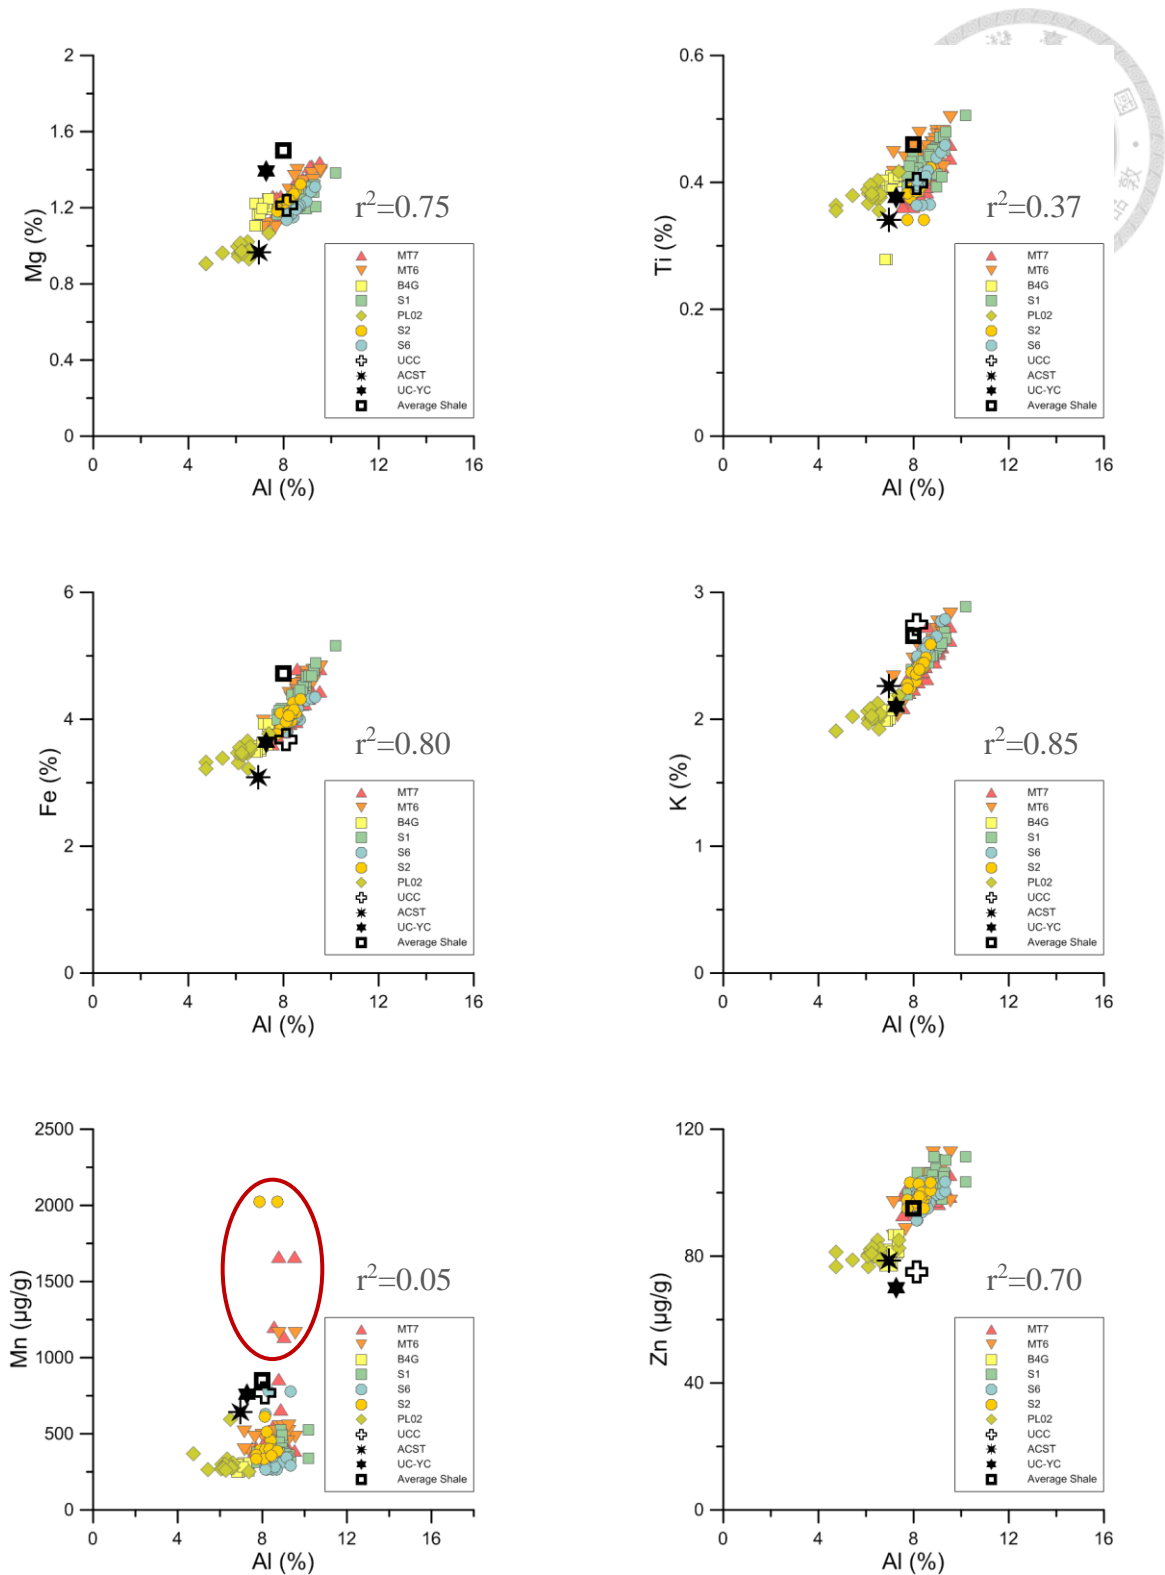 2
1.6
1.2
0.8
0.4
0
Mg (%)
r²=0.75
MT7
MT6
B4G
S1
PL02
S2
S6
UCC
ACST
UC-YC
Average Shale
0 4 8 12 16
Al (%)
0.6
0.4
0.2
0
Ti (%)
r²=0.37
MT7
MT6
B4G
S1
PL02
S2
S6
UCC
ACST
UC-YC
Average Shale
0 4 8 12 16
Al (%)
6
4
2
0
Fe (%)
r²=0.80
MT7
MT6
B4G
S1
S6
S2
PL02
UCC
ACST
UC-YC
Average Shale
0 4 8 12 16
Al (%)
3
2
1
0
K (%)
r²=0.85
MT7
MT6
B4G
S1
S6
S2
PL02
UCC
ACST
UC-YC
Average Shale
0 4 8 12 16
Al (%)
2500
2000
1500
1000
500
0
Mn (μg/g)
r²=0.05
MT7
MT6
B4G
S1
S6
S2
PL02
UCC
ACST
UC-YC
Average Shale
0 4 8 12 16
Al (%)
120
80
40
0
Zn (μg/g)
r²=0.70
MT7
MT6
B4G
S1
S6
S2
PL02
UCC
ACST
UC-YC
Average Shale
0 4 8 12 16
Al (%)